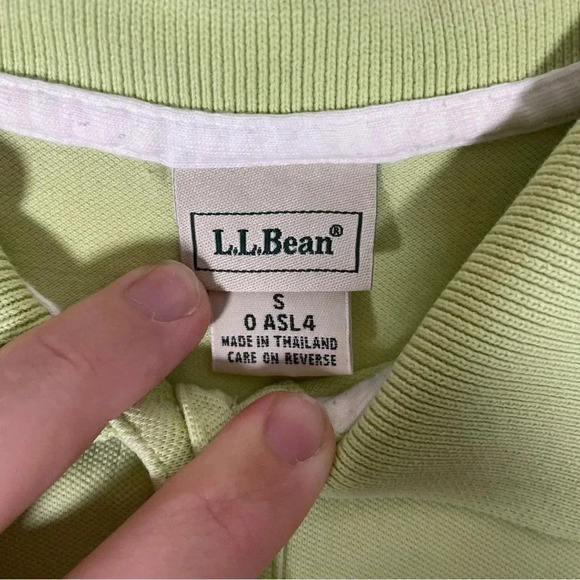 L.L.Bean®
S
0 ASL4
MADE IN THAILAND
CARE ON REVERSE